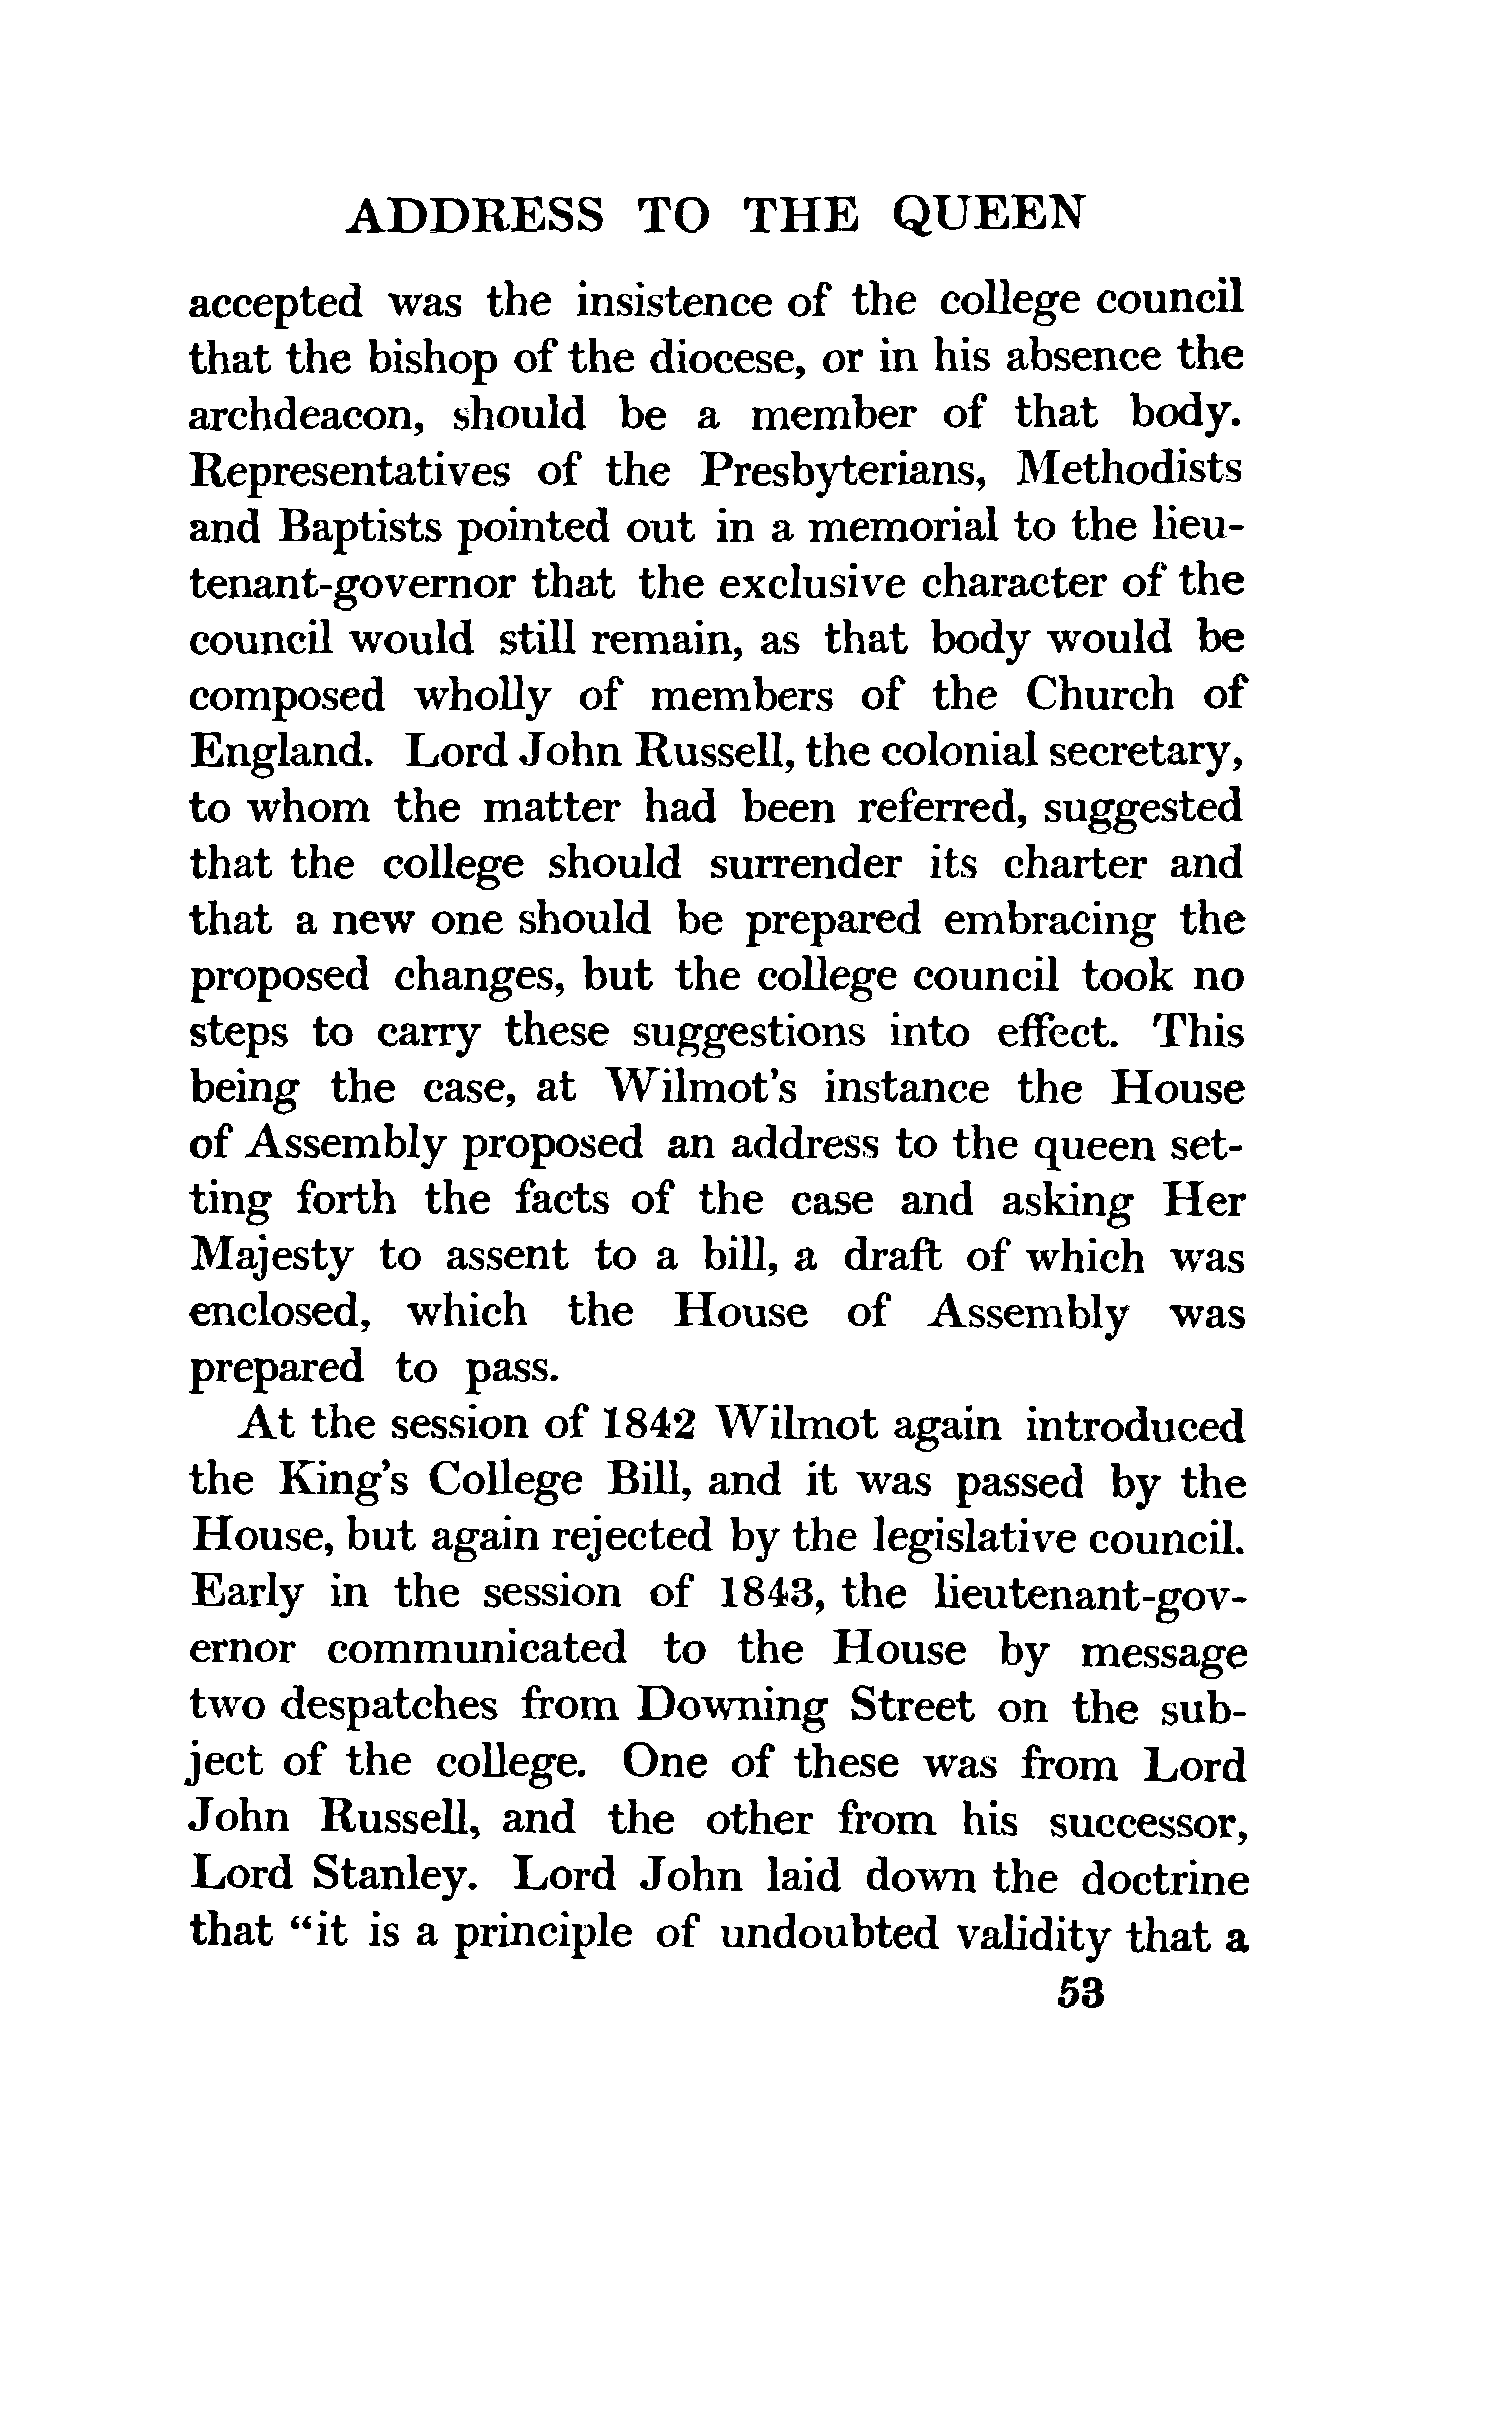 ADDRESS TO THE QUEEN
accepted was the insistence of the college council
that the bishop of the diocese, or in his absence the
archdeacon, should be a member of that body.
Representatives of the Presbyterians, Methodists
and Baptists pointed out in a memorial to the lieu-
tenant-governor that the exclusive character of the
council would still remain, as that body would be
composed wholly of members of the Church of
England. Lord John Russell, the colonial secretary,
to whom the matter had been referred, suggested
that the college should surrender its charter and
that a new one should be prepared embracing the
proposed changes, but the college council took no
steps to carry these suggestions into effect. This
being the case, at Wilmot's instance the House
of Assembly proposed an address to the queen set-
ting forth the facts of the case and asking Her
Majesty to assent to a bill, a draft of which was
enclosed, which the House of Assembly was
prepared to pass.
At the session of 1842 Wilmot again introduced
the King's College Bill, and it was passed by the
House, but again rejected by the legislative council.
Early in the session of 1843, the lieutenant-gov-
ernor communicated to the House by message
two despatches from Downing Street on the sub-
ject of the college. One of these was from Lord
John Russell, and the other from his successor,
Lord Stanley. Lord John laid down the doctrine
that "it is a principle of undoubted validity that a
53